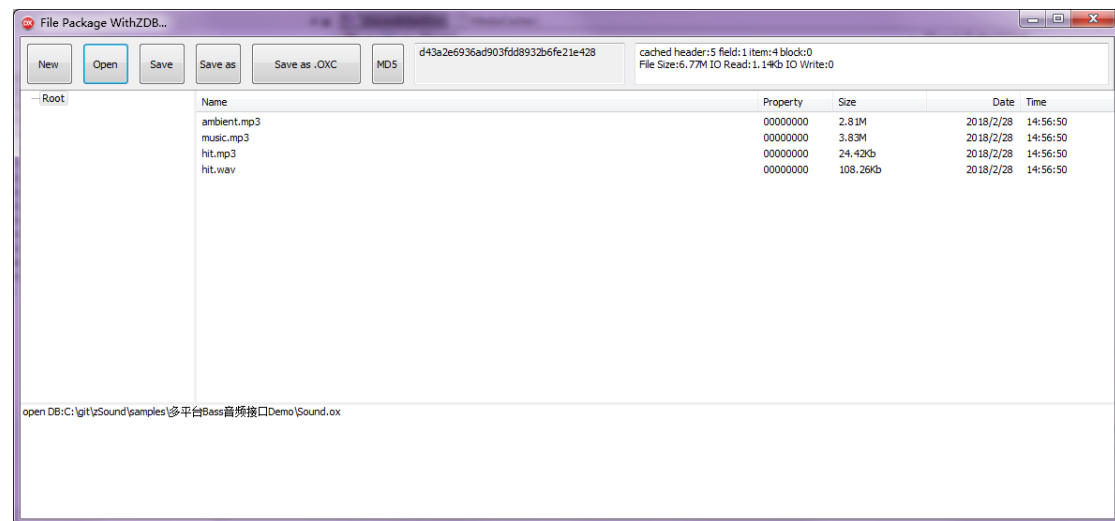 File Package WithZDB...
New Open Save Save as Save as .OXC MD5 d43a2e6936ad903fdd8932b6fe21e428 cached header:5 field:1 item:4 block:0
File Size:6.77M IO Read:1.14Kb IO Write:0
Root
Name Property Size Date Time
ambient.mp3 00000000 2.81M 2018/2/28 14:56:50
music.mp3 00000000 3.83M 2018/2/28 14:56:50
hit.mp3 00000000 24.42Kb 2018/2/28 14:56:50
hit.wav 00000000 108.26Kb 2018/2/28 14:56:50
open DB:C:\git\zSound\samples\多平台Bass音频接口Demo\Sound.ox